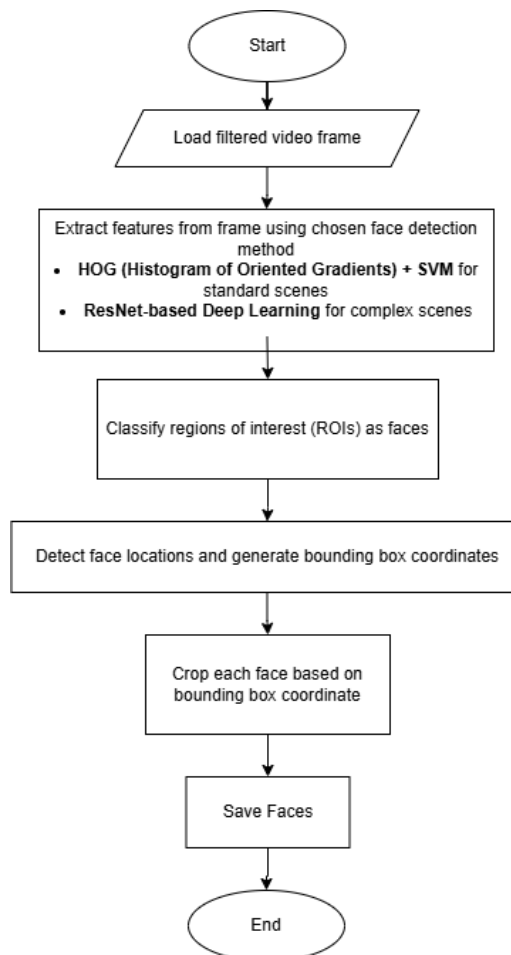 Start
Load filtered video frame
Extract features from frame using chosen face detection
method
• HOG (Histogram of Oriented Gradients) + SVM for
standard scenes
• ResNet-based Deep Learning for complex scenes
Classify regions of interest (ROIs) as faces
Detect face locations and generate bounding box coordinates
Crop each face based on
bounding box coordinate
Save Faces
End